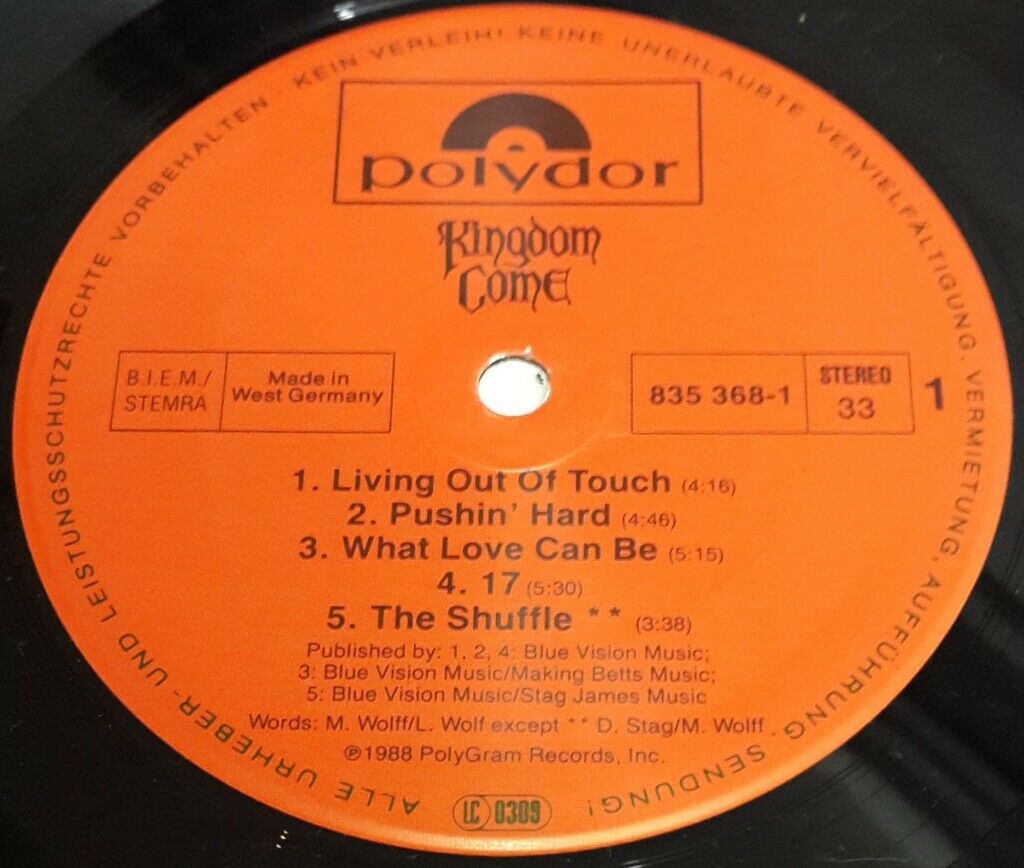 ALLE URHEBER- UND LEISTUNGSSCHUTZRECHTE VORBEHALTEN · KEIN VERLEIH! KEINE UNERLAUBTE VERVIELFÄLTIGUNG, VERMIETUNG, AUFFÜHRUNG, SENDUNG!
polydor
Kingdom
Come
B.I.E.M./
STEMRA
Made in
West Germany
835 368-1
STEREO
33
1
1. Living Out Of Touch (4:16)
2. Pushin' Hard (4:46)
3. What Love Can Be (5:15)
4. 17 (5:30)
5. The Shuffle ** (3:38)
Published by: 1, 2, 4: Blue Vision Music;
3: Blue Vision Music/Making Betts Music;
5: Blue Vision Music/Stag James Music
Words: M. Wolff/L. Wolf except ** D. Stag/M. Wolff
℗1988 PolyGram Records, Inc.
LC 0309